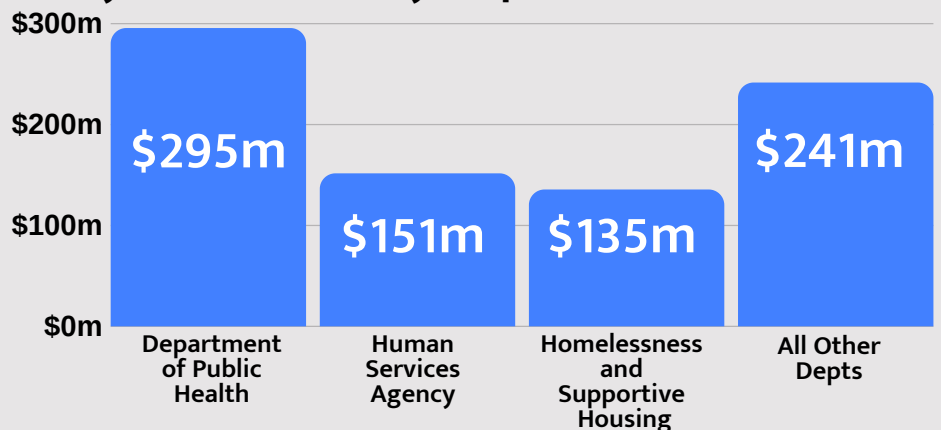 $300m
$200m
$100m
$0m
$295m
$151m
$135m
$241m
Department
of Public
Health
Human
Services
Agency
Homelessness
and
Supportive
Housing
All Other
Depts